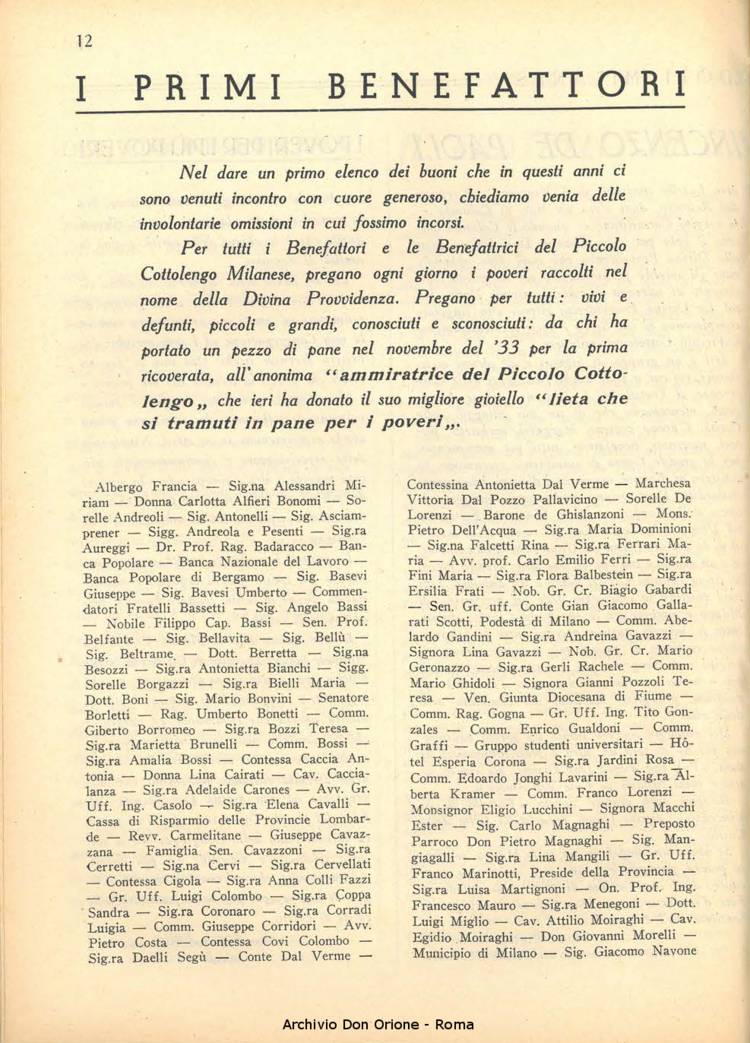 12
I PRIMI BENEFATTORI
Nel dare un primo elenco dei buoni che in questi anni ci
sono venuti incontro con cuore generoso, chiediamo venia delle
involontarie omissioni in cui fossimo incorsi.
Per tutti i Benefattori e le Benefattrici del Piccolo
Cottolengo Milanese, pregano ogni giorno i poveri raccolti nel
nome della Divina Provvidenza. Pregano per tutti: vivi e
defunti, piccoli e grandi, conosciuti e sconosciuti: da chi ha
portato un pezzo di pane nel novembre del '33 per la prima
ricoverata, all'anonima “ammiratrice del Piccolo Cotto-
lengo„ che ieri ha donato il suo migliore gioiello “lieta che
si tramuti in pane per i poveri„.
Albergo Francia — Sig.na Alessandri Mi-
riam — Donna Carlotta Alfieri Bonomi — So-
relle Andreoli — Sig. Antonelli — Sig. Asciam-
prener — Sigg. Andreola e Pesenti — Sig.ra
Aureggi — Dr. Prof. Rag. Badaracco — Ban-
ca Popolare — Banca Nazionale del Lavoro —
Banca Popolare di Bergamo — Sig. Basevi
Giuseppe — Sig. Bavesi Umberto — Commen-
datori Fratelli Bassetti — Sig. Angelo Bassi
— Nobile Filippo Cap. Bassi — Sen. Prof.
Belfante — Sig. Bellavita — Sig. Bellù —
Sig. Beltrame — Dott. Berretta — Sig.na
Besozzi — Sig.ra Antonietta Bianchi — Sigg.
Sorelle Borgazzi — Sig.ra Bielli Maria —
Dott. Boni — Sig. Mario Bonvini — Senatore
Borletti — Rag. Umberto Bonetti — Comm.
Giberto Borromeo — Sig.ra Bozzi Teresa —
Sig.ra Marietta Brunelli — Comm. Bossi —
Sig.ra Amalia Bossi — Contessa Caccia An-
tonia — Donna Lina Cairati — Cav. Caccia-
lanza — Sig.ra Adelaide Carones — Avv. Gr.
Uff. Ing. Casolo — Sig.ra Elena Cavalli —
Cassa di Risparmio delle Provincie Lombar-
de — Revv. Carmelitane — Giuseppe Cavaz-
zana — Famiglia Sen. Cavazzoni — Sig.ra
Cerretti — Sig.na Cervi — Sig.ra Cervellati
— Contessa Cigola — Sig.ra Anna Colli Fazzi
— Gr. Uff. Luigi Colombo — Sig.ra Coppa
Sandra — Sig.ra Coronaro — Sig.ra Corradi
Luigia — Comm. Giuseppe Corridori — Avv.
Pietro Costa — Contessa Covi Colombo —
Sig.ra Daelli Segù — Conte Dal Verme —
Contessina Antonietta Dal Verme — Marchesa
Vittoria Dal Pozzo Pallavicino — Sorelle De
Lorenzi — Barone de Ghislanzoni — Mons.
Pietro Dell'Acqua — Sig.ra Maria Dominioni
— Sig.na Falcetti Rina — Sig.ra Ferrari Ma-
ria — Avv. prof. Carlo Emilio Ferri — Sig.ra
Fini Maria — Sig.ra Flora Balbestein — Sig.ra
Ersilia Frati — Nob. Gr. Cr. Biagio Gabardi
— Sen. Gr. uff. Conte Gian Giacomo Galla-
rati Scotti, Podestà di Milano — Comm. Abe-
lardo Gandini — Sig.ra Andreina Gavazzi —
Signora Lina Gavazzi — Nob. Gr. Cr. Mario
Geronazzo — Sig.ra Gerli Rachele — Comm.
Mario Ghidoli — Signora Gianni Pozzoli Te-
resa — Ven. Giunta Diocesana di Fiume —
Comm. Rag. Gogna — Gr. Uff. Ing. Tito Gon-
zales — Comm. Enrico Gualdoni — Comm.
Graffi — Gruppo studenti universitari — Hô-
tel Esperia Corona — Sig.ra Jardini Rosa —
Comm. Edoardo Jonghi Lavarini — Sig.ra Al-
berta Kramer — Comm. Franco Lorenzi —
Monsignor Eligio Lucchini — Signora Macchi
Ester — Sig. Carlo Magnaghi — Preposto
Parroco Don Pietro Magnaghi — Sig. Man-
giagalli — Sig.ra Lina Mangili — Gr. Uff.
Franco Marinotti, Preside della Provincia —
Sig.ra Luisa Martignoni — On. Prof. Ing.
Francesco Mauro — Sig.ra Menegoni — Dott.
Luigi Miglio — Cav. Attilio Moiraghi — Cav.
Egidio Moiraghi — Don Giovanni Morelli —
Municipio di Milano — Sig. Giacomo Navone
Archivio Don Orione - Roma